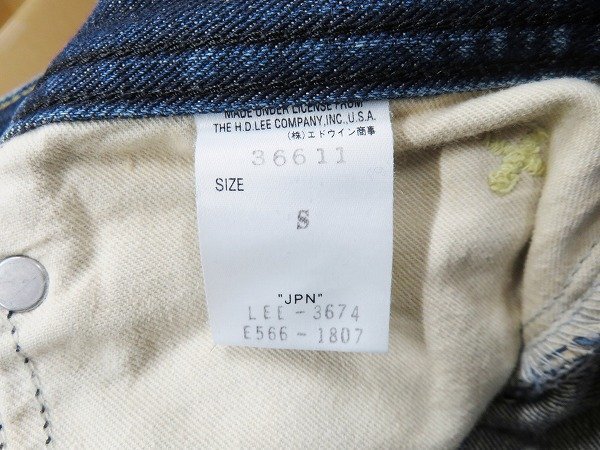 MADE UNDER LICENSE FROM
THE H.D.LEE COMPANY,INC.,U.S.A.
(株)エドウイン商事
36611
SIZE
S
"JPN"
LEE-3674
E566-1807